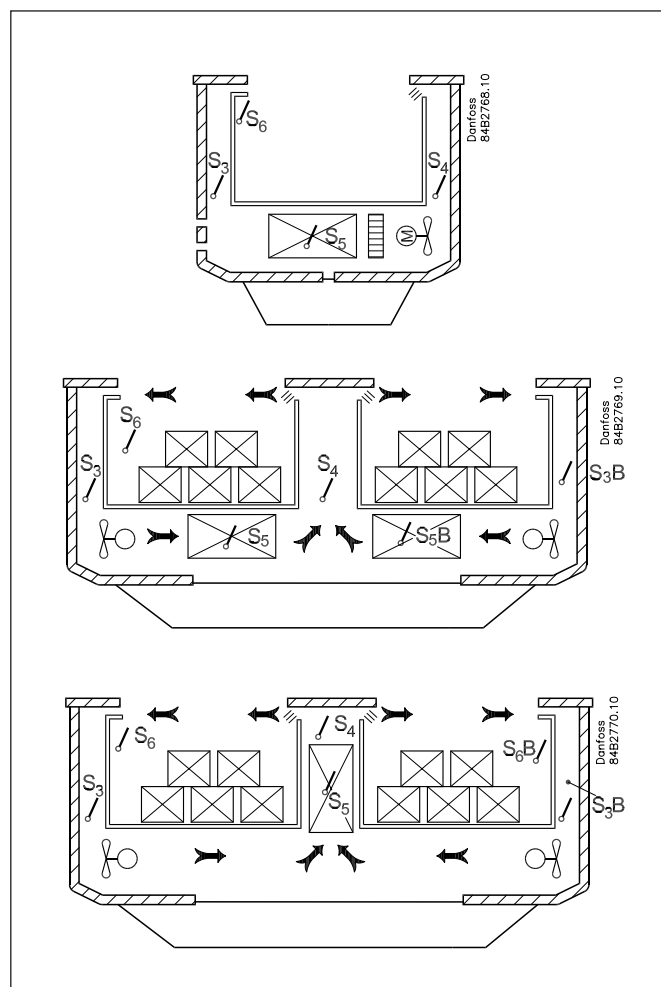 S6
S3
S4
S5
M
Danfoss
84B2768.10
S6
S3
S4
S3B
S5
S5B
Danfoss
84B2769.10
S6
S4
S6B
S3
S5
S3B
Danfoss
84B2770.10